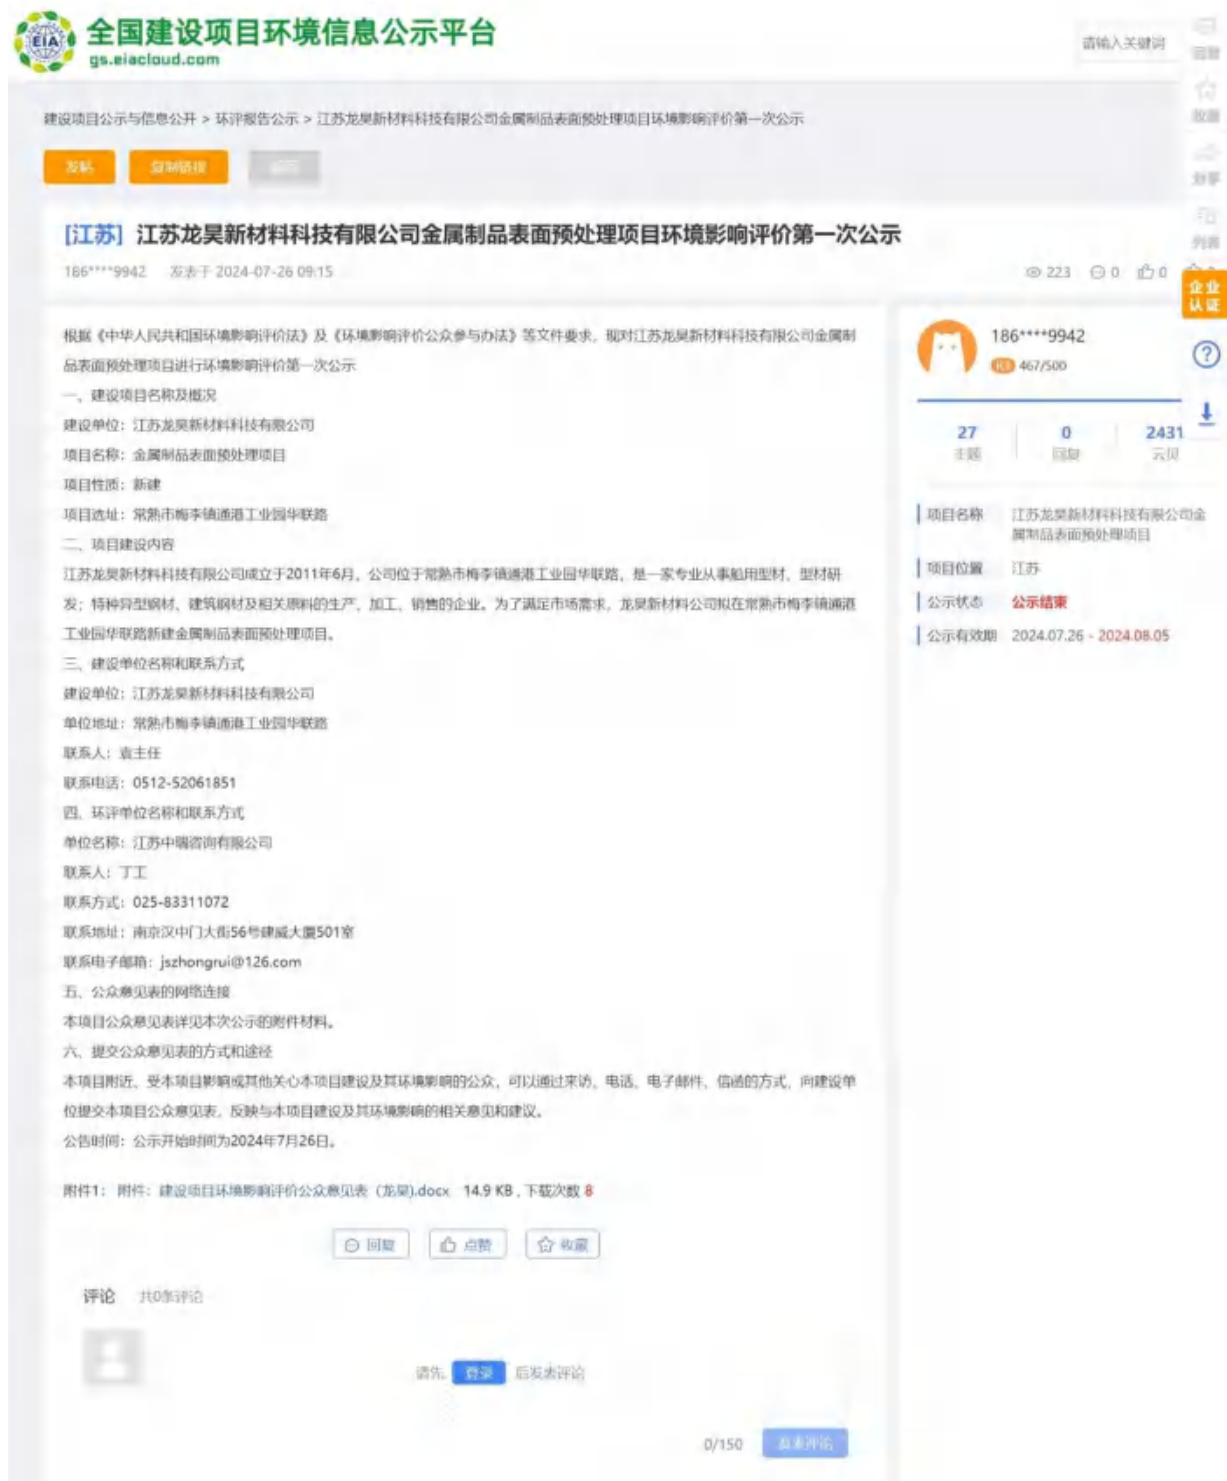 EIA
全国建设项目环境信息公示平台
gs.eiacloud.com
请输入关键词
建设项目公示与信息公开 > 环评报告公示 > 江苏龙昊新材料科技有限公司金属制品表面预处理项目环境影响评价第一次公示
发帖 复制链接
[江苏] 江苏龙昊新材料科技有限公司金属制品表面预处理项目环境影响评价第一次公示
186****9942 发表于 2024-07-26 09:15
223 0 0
回复
收藏
分享
列表
企业
认证
根据《中华人民共和国环境影响评价法》及《环境影响评价公众参与办法》等文件要求，现对江苏龙昊新材料科技有限公司金属制
品表面预处理项目进行环境影响评价第一次公示
一、建设项目名称及概况
建设单位：江苏龙昊新材料科技有限公司
项目名称：金属制品表面预处理项目
项目性质：新建
项目选址：常熟市梅李镇通港工业园华联路
二、项目建设内容
江苏龙昊新材料科技有限公司成立于2011年6月，公司位于常熟市梅李镇通港工业园华联路，是一家专业从事船用型材、型材研
发；特种异型钢材、建筑钢材及相关原料的生产、加工、销售的企业。为了满足市场需求，龙昊新材料公司拟在常熟市梅李镇通港
工业园华联路新建金属制品表面预处理项目。
三、建设单位名称和联系方式
建设单位：江苏龙昊新材料科技有限公司
单位地址：常熟市梅李镇通港工业园华联路
联系人：袁主任
联系电话：0512-52061851
四、环评单位名称和联系方式
单位名称：江苏中瑞咨询有限公司
联系人：丁工
联系方式：025-83311072
联系地址：南京汉中门大街56号建威大厦501室
联系电子邮箱：jszhongrui@126.com
五、公众意见表的网络连接
本项目公众意见表详见本次公示的附件材料。
六、提交公众意见表的方式和途径
本项目附近、受本项目影响或其他关心本项目建设及其环境影响的公众，可以通过来访、电话、电子邮件、信函的方式，向建设单
位提交本项目公众意见表，反映与本项目建设及其环境影响的相关意见和建议。
公告时间：公示开始时间为2024年7月26日。
附件1： 附件：建设项目环境影响评价公众意见表（龙昊).docx 14.9 KB , 下载次数 8
回复 点赞 收藏
评论 共0条评论
请先 登录 后发表评论
0/150 发表评论
186****9942
467/500
27 0 2431
主题 回复 云贝
项目名称 江苏龙昊新材料科技有限公司金
属制品表面预处理项目
项目位置 江苏
公示状态 公示结束
公示有效期 2024.07.26 - 2024.08.05